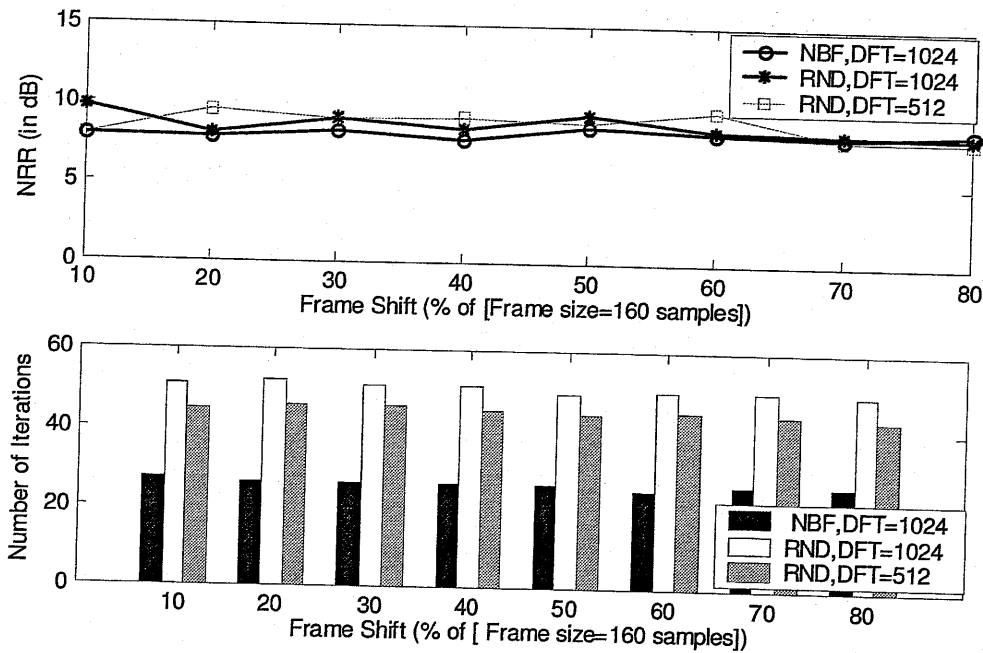 15
10
5
0
NRR (in dB)
NBF,DFT=1024
RND,DFT=1024
RND,DFT=512
10 20 30 40 50 60 70 80
Frame Shift (% of [Frame size=160 samples])
60
40
20
0
Number of Iterations
NBF,DFT=1024
RND,DFT=1024
RND,DFT=512
10 20 30 40 50 60 70 80
Frame Shift (% of [ Frame size=160 samples])